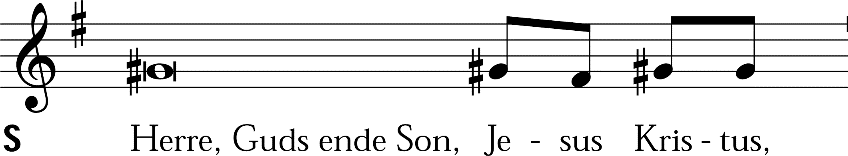 S Herre, Guds ende Son, Je - sus Kris - tus,